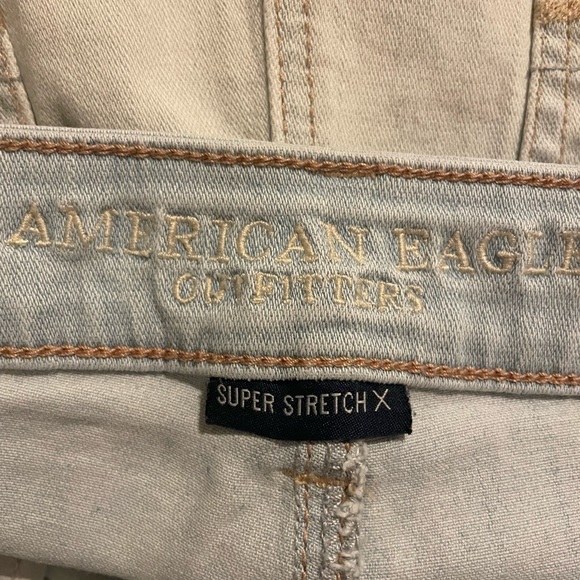 AMERICAN EAGLE
OUTFITTERS
SUPER STRETCH X